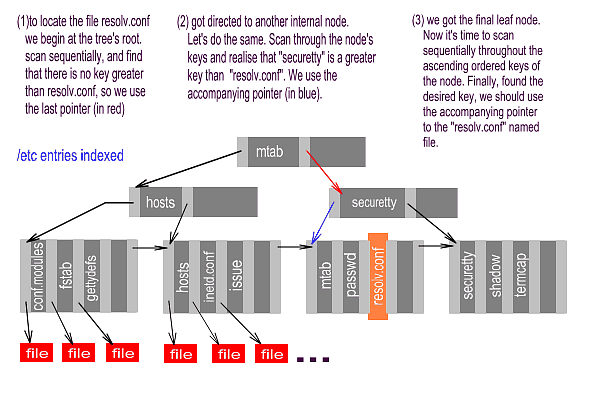 (1)to locate the file resolv.conf
we begin at the tree's root.
scan sequentially, and find
that there is no key greater
than resolv.conf, so we use
the last pointer (in red)
(2) got directed to another internal node.
Let's do the same. Scan through the node's
keys and realise that "securetty" is a greater
key than "resolv.conf". We use the
accompanying pointer (in blue).
(3) we got the final leaf node.
Now it's time to scan
sequentially throughout the
ascending ordered keys of
the node. Finally, found the
desired key, we should use
the accompanying pointer
to the "resolv.conf" named
file.
/etc entries indexed
mtab
hosts
securetty
conf.modules
fstab
gettydefs
hosts
inetd.conf
issue
mtab
passwd
resolv.conf
securetty
shadow
termcap
file
file
file
file
file
file
...